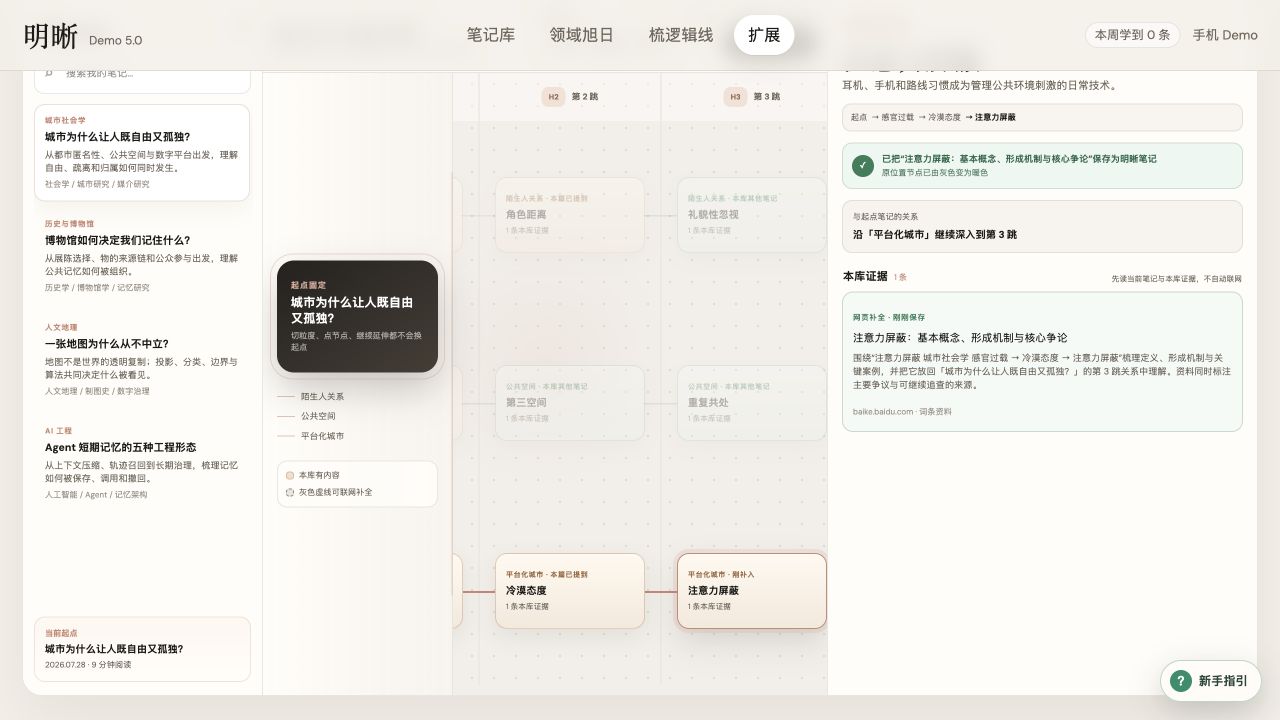 明晰 Demo 5.0
笔记库 领域旭日 梳逻辑线 扩展
本周学到 0 条 手机 Demo
搜索我的笔记...
城市社会学
城市为什么让人既自由又孤独?
从都市匿名性、公共空间与数字平台出发，理解
自由、疏离和归属如何同时发生。
社会学 / 城市研究 / 媒介研究
历史与博物馆
博物馆如何决定我们记住什么?
从展陈选择、物的来源链和公众参与出发，理解
公共记忆如何被组织。
历史学 / 博物馆学 / 记忆研究
人文地理
一张地图为什么从不中立?
地图不是世界的透明复制；投影、分类、边界与
算法共同决定什么被看见。
人文地理 / 制图史 / 数字治理
AI 工程
Agent 短期记忆的五种工程形态
从上下文压缩、轨迹召回到长期治理，梳理记忆
如何被保存、调用和撤回。
人工智能 / Agent / 记忆架构
当前起点
城市为什么让人既自由又孤独?
2026.07.28 · 9 分钟阅读
起点固定
城市为什么让人既自由
又孤独?
切粒度、点节点、继续延伸都不会换
起点
陌生人关系
公共空间
平台化城市
本库有内容
灰色虚线可联网补全
H2 第 2 跳
H3 第 3 跳
陌生人关系 · 本篇已提到
角色距离
1 条本库证据
陌生人关系 · 本库其他笔记
礼貌性忽视
1 条本库证据
公共空间 · 本库其他笔记
第三空间
1 条本库证据
公共空间 · 本库其他笔记
重复共处
1 条本库证据
平台化城市 · 本篇已提到
冷漠态度
1 条本库证据
平台化城市 · 刚补入
注意力屏蔽
1 条本库证据
耳机、手机和路线习惯成为管理公共环境刺激的日常技术。
起点 → 感官过载 → 冷漠态度 → 注意力屏蔽
✓ 已把“注意力屏蔽：基本概念、形成机制与核心争论”保存为明晰笔记
原位置节点已由灰色变为暖色
与起点笔记的关系
沿「平台化城市」继续深入到第 3 跳
本库证据 1 条
先读当前笔记与本库证据，不自动联网
网页补全 · 刚刚保存
注意力屏蔽：基本概念、形成机制与核心争论
围绕“注意力屏蔽 城市社会学 感官过载 → 冷漠态度 → 注意力屏蔽”梳理定义、形成机制与关
键案例，并把它放回「城市为什么让人既自由又孤独？」的第 3 跳关系中理解。资料同时标注
主要争议与可继续追查的来源。
baike.baidu.com · 词条资料
? 新手指引